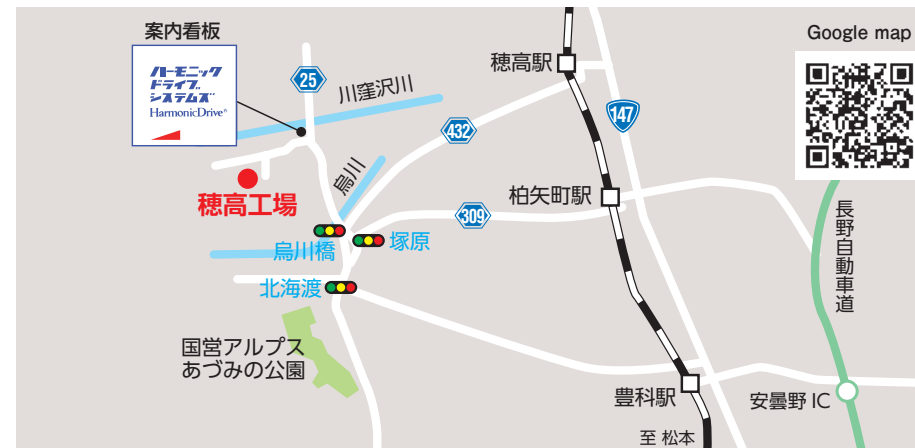 案内看板
Google map
ハーモニック
ドライブ
システムズ
HarmonicDrive®
25
川窪沢川
穂高駅
147
432
烏川
穂高工場
柏矢町駅
309
長野自動車道
烏川橋
塚原
北海渡
国営アルプス
あづみの公園
豊科駅
安曇野 IC
至 松本